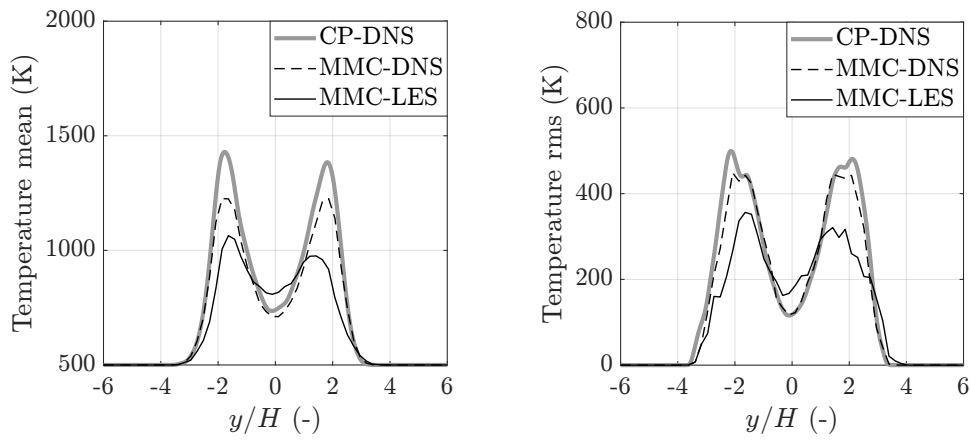 2000
1500
1000
500
Temperature mean (K)
CP-DNS
MMC-DNS
MMC-LES
-6
-4
-2
0
2
4
6
y/H (-)
800
600
400
200
0
Temperature rms (K)
CP-DNS
MMC-DNS
MMC-LES
-6
-4
-2
0
2
4
6
y/H (-)